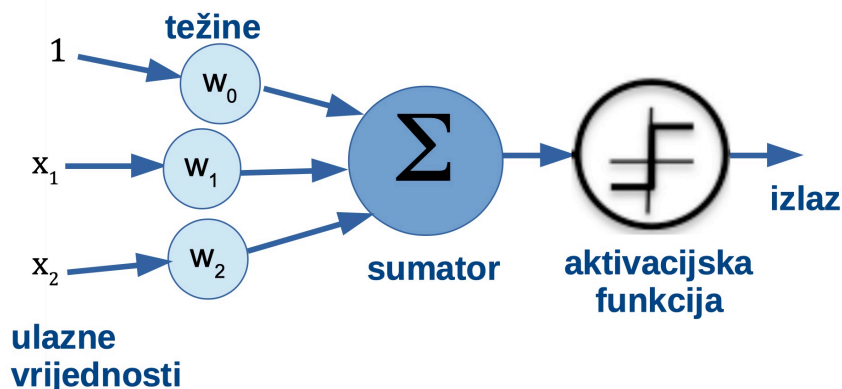 težine
1
w₀
x₁
w₁
x₂
w₂
Σ
sumator
aktivacijska
funkcija
izlaz
ulazne
vrijednosti